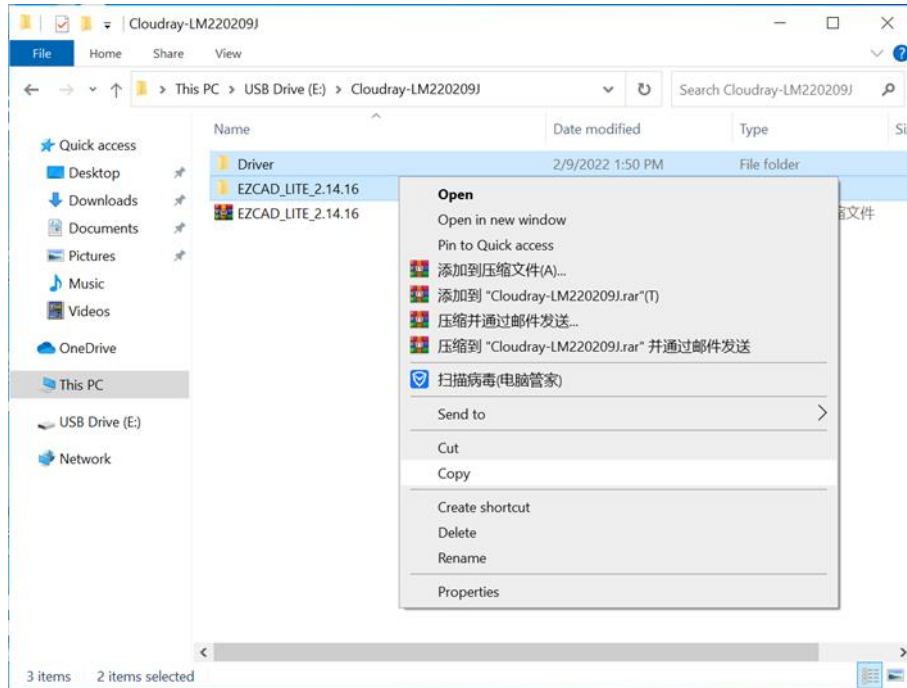 Cloudray-LM220209J
File Home Share View
This PC > USB Drive (E:) > Cloudray-LM220209J
Search Cloudray-LM220209J
Name Date modified Type
Quick access
Desktop
Downloads
Documents
Pictures
Music
Videos
OneDrive
This PC
USB Drive (E:)
Network
Driver 2/9/2022 1:50 PM File folder
EZCAD_LITE_2.14.16
EZCAD_LITE_2.14.16 缩文件
Open
Open in new window
Pin to Quick access
添加到压缩文件(A)...
添加到 "Cloudray-LM220209J.rar"(T)
压缩并通过邮件发送...
压缩到 "Cloudray-LM220209J.rar" 并通过邮件发送
扫描病毒(电脑管家)
Send to
Cut
Copy
Create shortcut
Delete
Rename
Properties
3 items 2 items selected